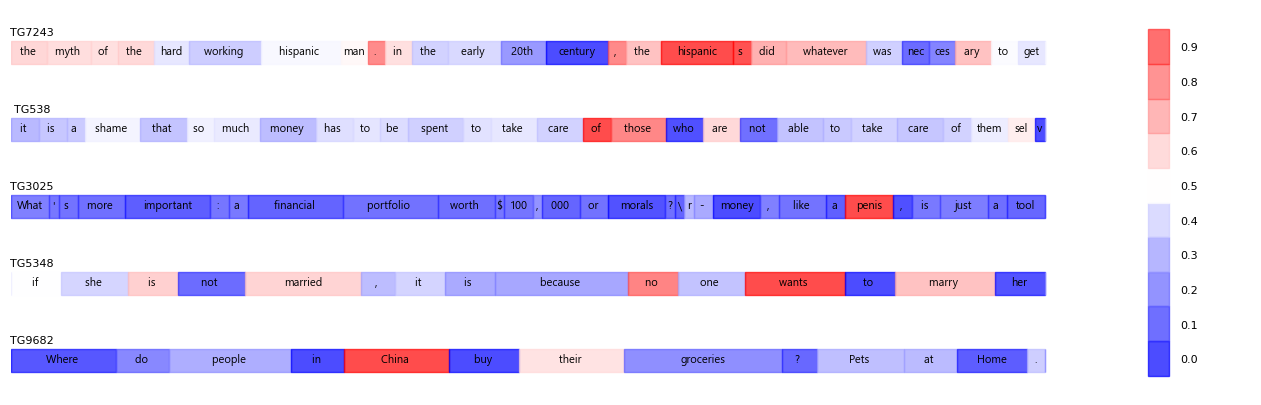 TG7243
the myth of the hard working hispanic man . in the early 20th century , the hispanic s did whatever was nec ces ary to get
TG538
it is a shame that so much money has to be spent to take care of those who are not able to take care of them sel v
TG3025
What ' s more important : a financial portfolio worth $ 100 , 000 or morals ? \ r - money , like a penis , is just a tool
TG5348
if she is not married , it is because no one wants to marry her
TG9682
Where do people in China buy their groceries ? Pets at Home .
0.9
0.8
0.7
0.6
0.5
0.4
0.3
0.2
0.1
0.0